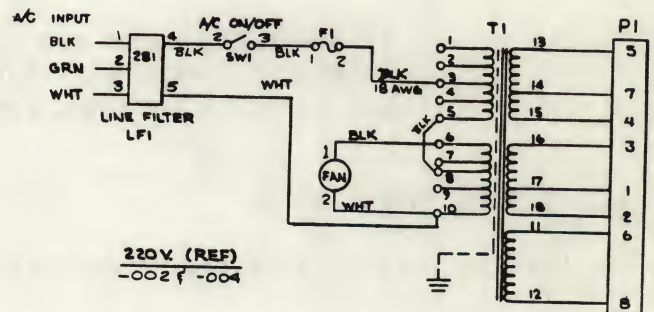 A/C INPUT
BLK 1
GRN 2
WHT 3
2B1
LINE FILTER
LF1
4 BLK
5 WHT
A/C ON/OFF
2 3
SW1
BLK
F1
1 2
BLK
18 AWG
T1
1
2
3
4
5
BLK
6
7
8
9
10
BLK
1
FAN
2
WHT
13
14
15
16
17
18
11
12
P1
5
7
4
3
1
2
6
8
220 V. (REF)
-002 & -004